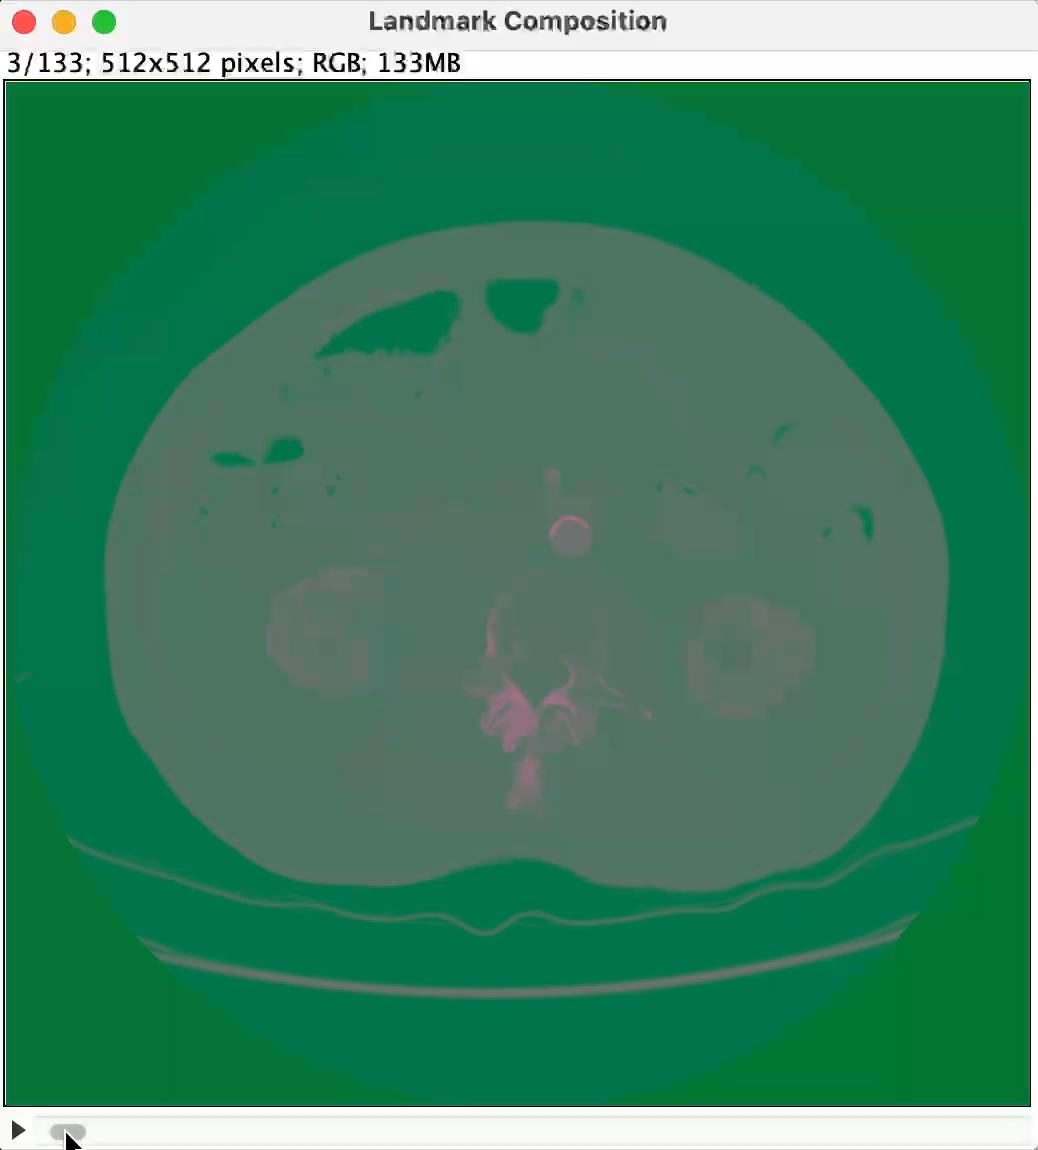 Landmark Composition
3/133; 512x512 pixels; RGB; 133MB